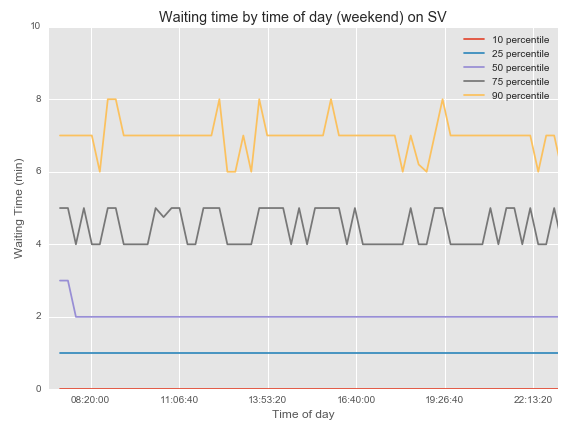 Waiting time by time of day (weekend) on SV
10
8
6
4
2
0
Waiting Time (min)
10 percentile
25 percentile
50 percentile
75 percentile
90 percentile
08:20:00 11:06:40 13:53:20 16:40:00 19:26:40 22:13:20
Time of day